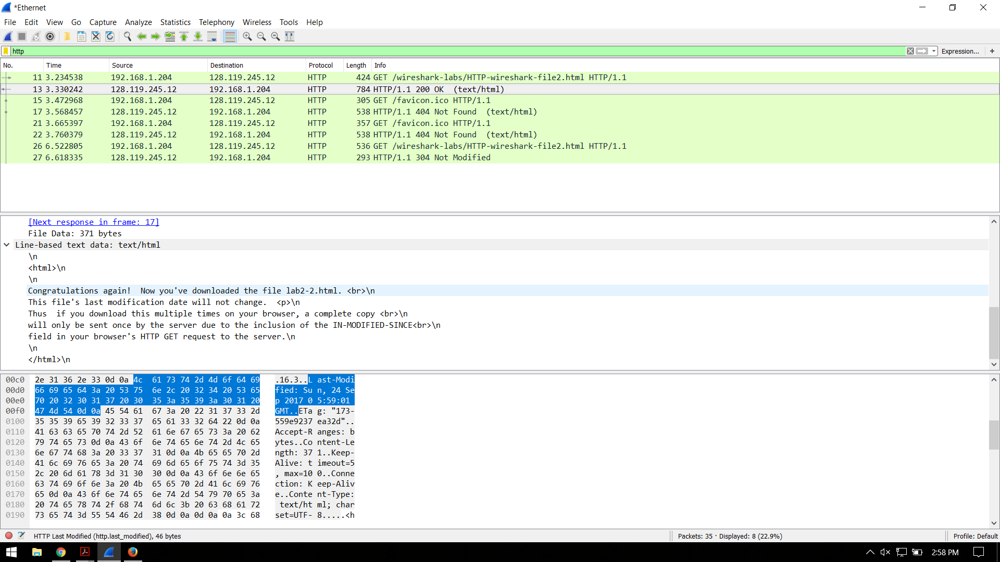 *Ethernet
File Edit View Go Capture Analyze Statistics Telephony Wireless Tools Help
http Expression... +
No. Time Source Destination Protocol Length Info
11 3.234538 192.168.1.204 128.119.245.12 HTTP 424 GET /wireshark-labs/HTTP-wireshark-file2.html HTTP/1.1
13 3.330242 128.119.245.12 192.168.1.204 HTTP 784 HTTP/1.1 200 OK  (text/html)
15 3.472968 192.168.1.204 128.119.245.12 HTTP 305 GET /favicon.ico HTTP/1.1
17 3.568457 128.119.245.12 192.168.1.204 HTTP 538 HTTP/1.1 404 Not Found  (text/html)
21 3.665397 192.168.1.204 128.119.245.12 HTTP 357 GET /favicon.ico HTTP/1.1
22 3.760379 128.119.245.12 192.168.1.204 HTTP 538 HTTP/1.1 404 Not Found  (text/html)
26 6.522805 192.168.1.204 128.119.245.12 HTTP 536 GET /wireshark-labs/HTTP-wireshark-file2.html HTTP/1.1
27 6.618335 128.119.245.12 192.168.1.204 HTTP 293 HTTP/1.1 304 Not Modified
[Next response in frame: 17]
File Data: 371 bytes
Line-based text data: text/html
\n
<html>\n
\n
Congratulations again!  Now you've downloaded the file lab2-2.html. <br>\n
This file's last modification date will not change.  <p>\n
Thus  if you download this multiple times on your browser, a complete copy <br>\n
will only be sent once by the server due to the inclusion of the IN-MODIFIED-SINCE<br>\n
field in your browser's HTTP GET request to the server.\n
\n
</html>\n
00c0 2e 31 36 2e 33 0d 0a 4c 61 73 74 2d 4d 6f 64 69 .16.3..L ast-Modi
00d0 66 69 65 64 3a 20 53 75 6e 2c 20 32 34 20 53 65 fied: Su n, 24 Se
00e0 70 20 32 30 31 37 20 30 35 3a 35 39 3a 30 31 20 p 2017 0 5:59:01
00f0 47 4d 54 0d 0a 45 54 61 67 3a 20 22 31 37 33 2d GMT..ETa g: "173-
0100 35 35 39 65 39 32 33 37 65 61 33 32 64 22 0d 0a 559e9237 ea32d"..
0110 41 63 63 65 70 74 2d 52 61 6e 67 65 73 3a 20 62 Accept-R anges: b
0120 79 74 65 73 0d 0a 43 6f 6e 74 65 6e 74 2d 4c 65 ytes..Co ntent-Le
0130 6e 67 74 68 3a 20 33 37 31 0d 0a 4b 65 65 70 2d ngth: 37 1..Keep-
0140 41 6c 69 76 65 3a 20 74 69 6d 65 6f 75 74 3d 35 Alive: t imeout=5
0150 2c 20 6d 61 78 3d 31 30 30 0d 0a 43 6f 6e 6e 65 , max=10 0..Conne
0160 63 74 69 6f 6e 3a 20 4b 65 65 70 2d 41 6c 69 76 ction: K eep-Aliv
0170 65 0d 0a 43 6f 6e 74 65 6e 74 2d 54 79 70 65 3a e..Conte nt-Type:
0180 20 74 65 78 74 2f 68 74 6d 6c 3b 20 63 68 61 72 text/ht ml; char
0190 73 65 74 3d 55 54 46 2d 38 0d 0a 0d 0a 0a 3c 68 set=UTF- 8.....<h
HTTP Last Modified (http.last_modified), 46 bytes Packets: 35 · Displayed: 8 (22.9%) Profile: Default
2:58 PM